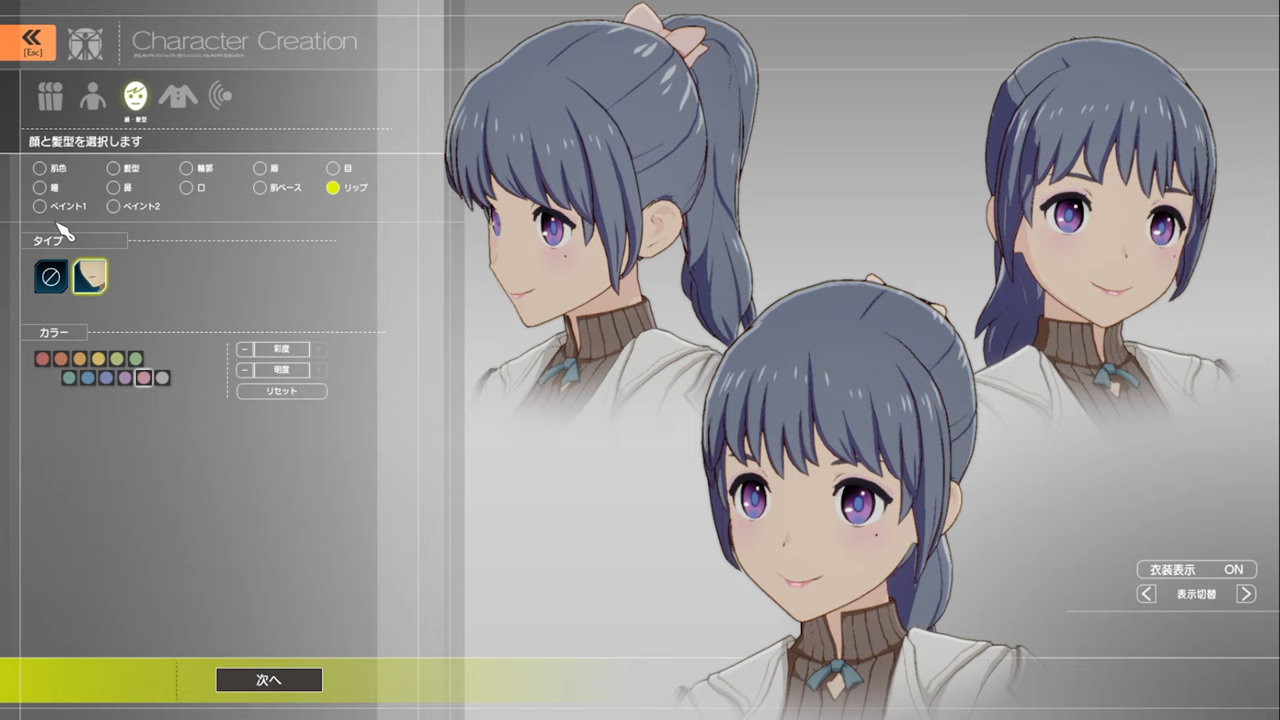 [Esc]
Character Creation
顔・髪型
顔と髪型を選択します
肌色 髪型 輪郭 眉 目
瞳 鼻 口 肌ベース リップ
ペイント1 ペイント2
タイプ
カラー
彩度
明度
リセット
衣装表示 ON
表示切替
次へ